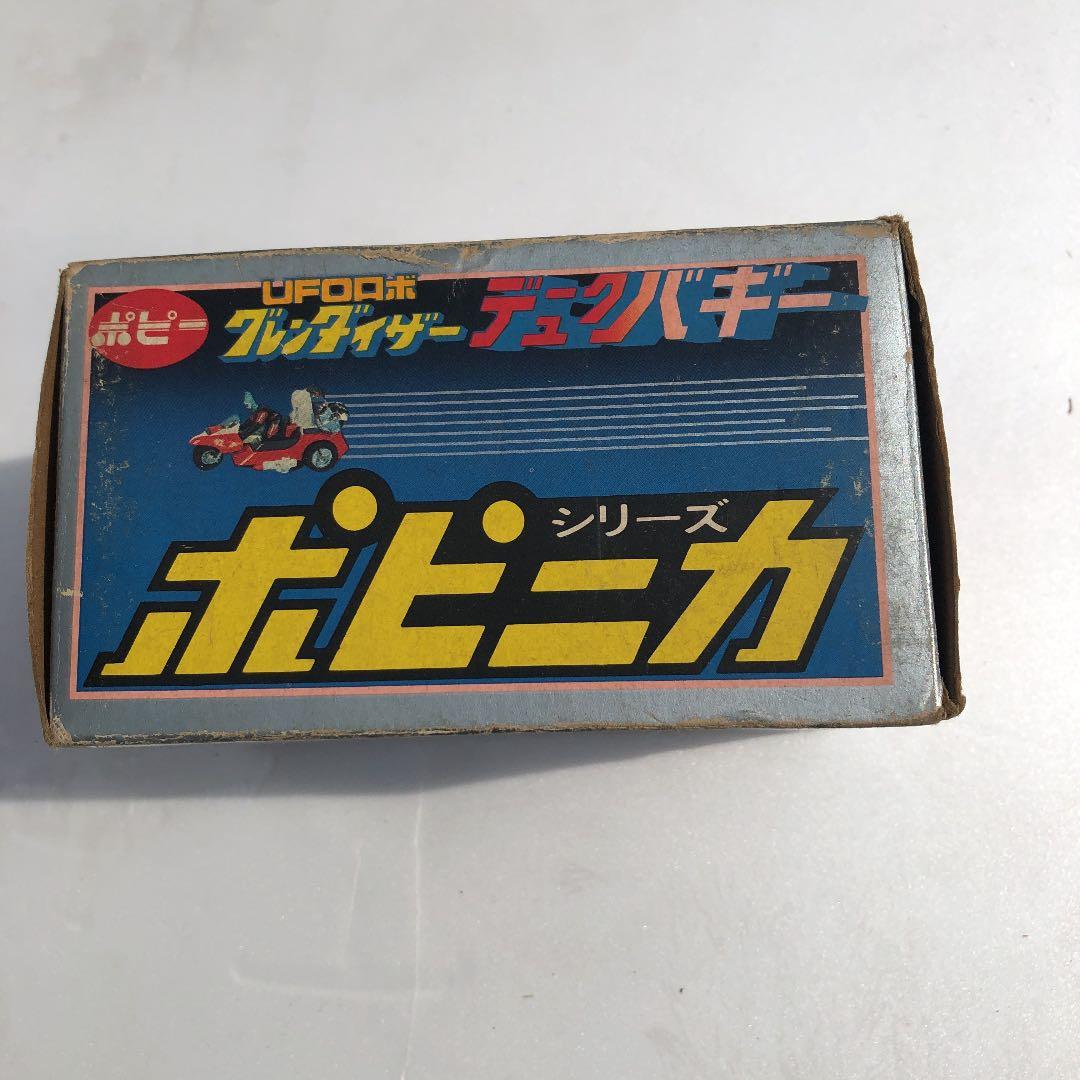 ポピー
UFOロボ
グレンダイザー
デュークバギー
シリーズ
ポピニカ